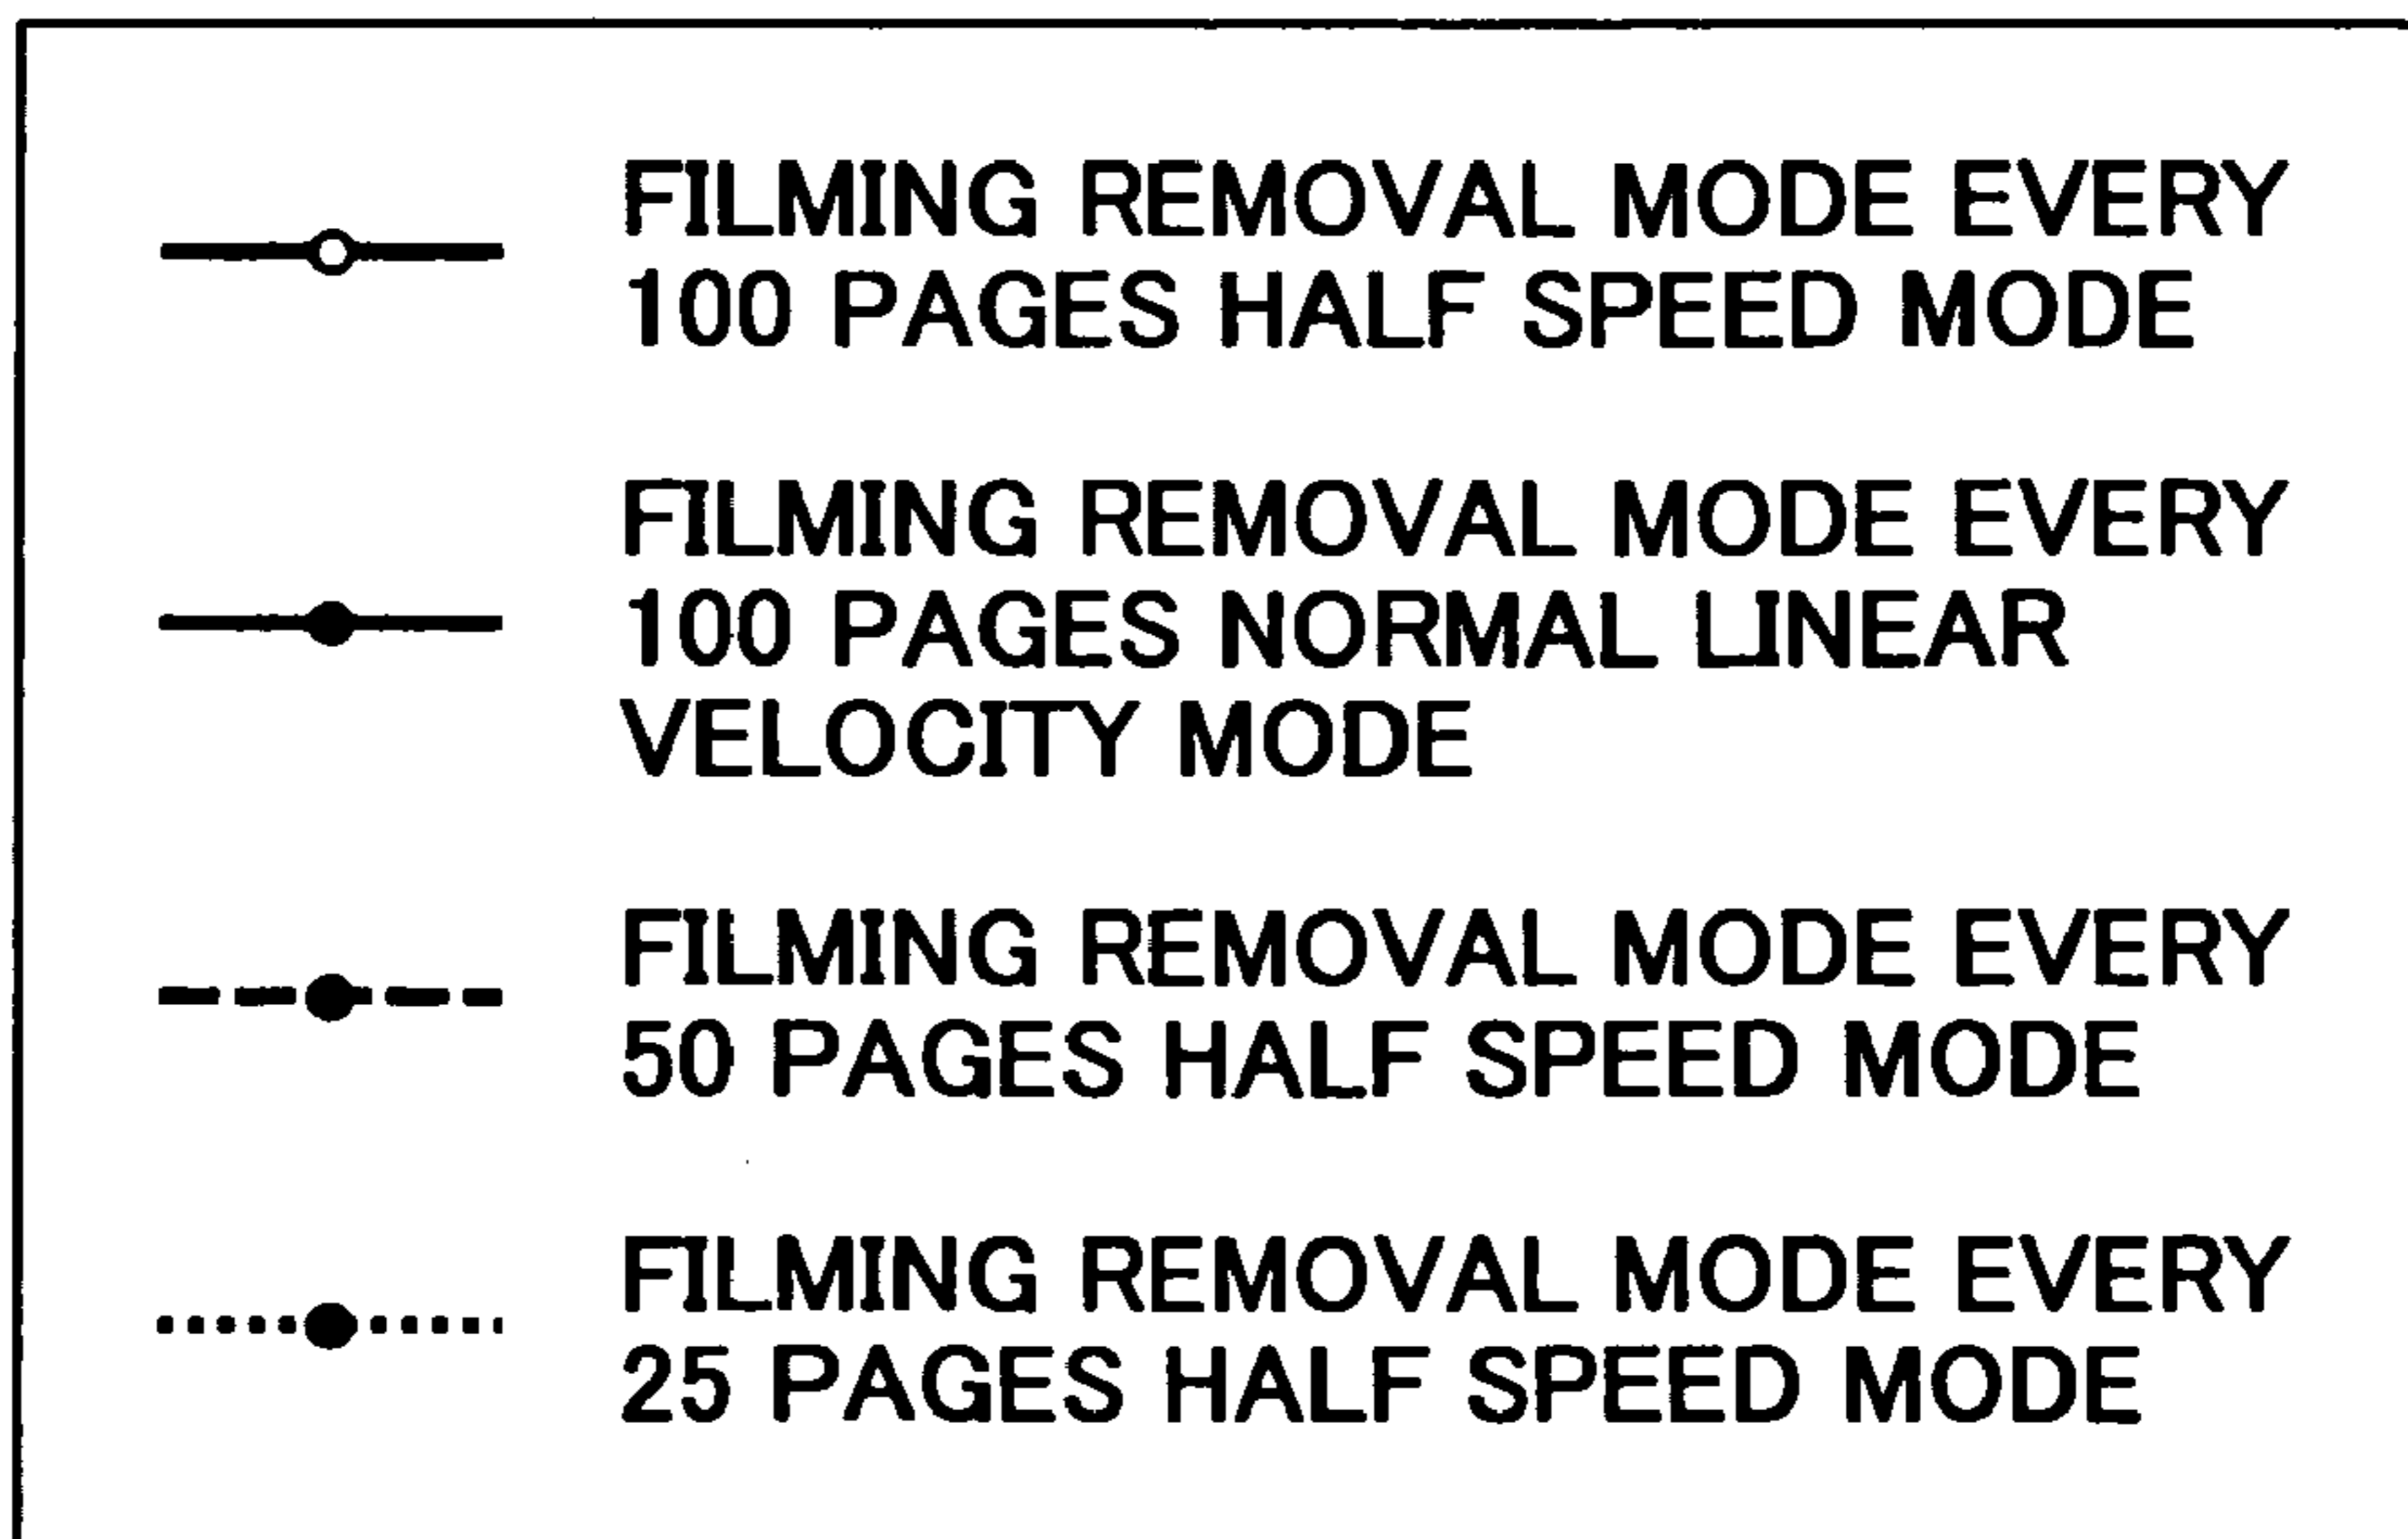 FILMING REMOVAL MODE EVERY
100 PAGES HALF SPEED MODE
FILMING REMOVAL MODE EVERY
100 PAGES NORMAL LINEAR
VELOCITY MODE
FILMING REMOVAL MODE EVERY
50 PAGES HALF SPEED MODE
FILMING REMOVAL MODE EVERY
25 PAGES HALF SPEED MODE